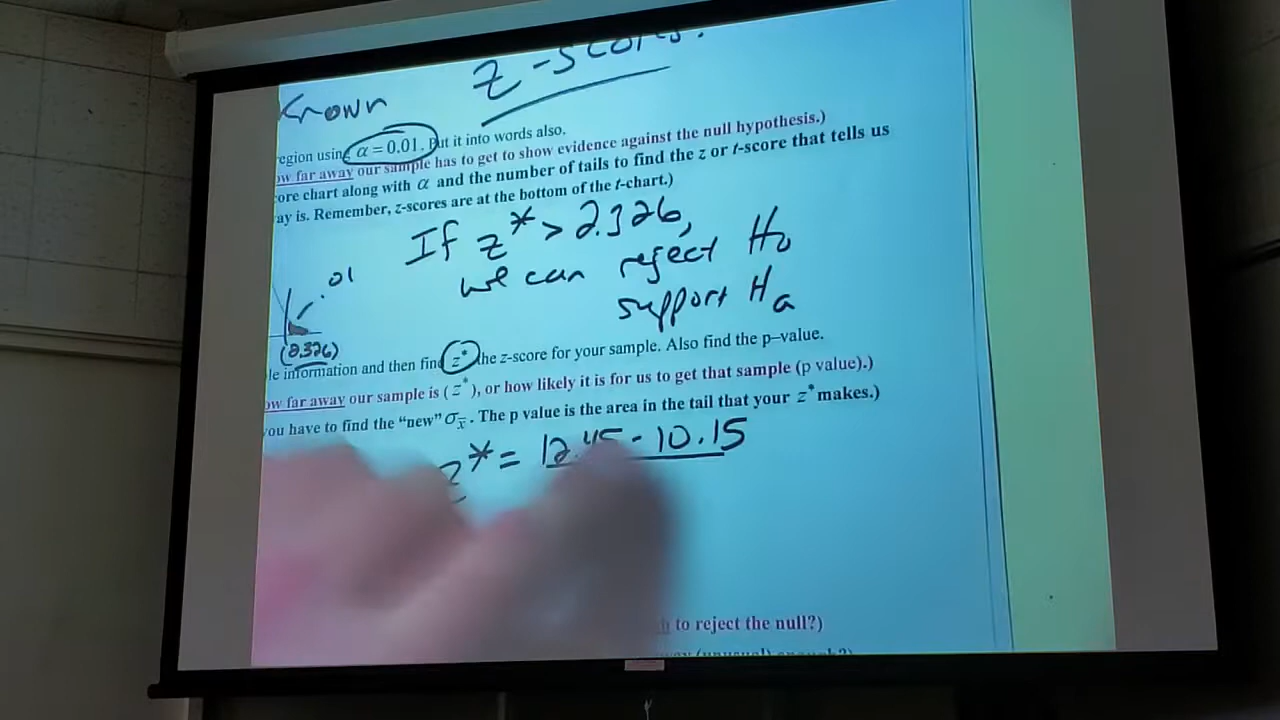 z-scores.
Known
egion using α = 0.01. Put it into words also.
ow far away our sample has to get to show evidence against the null hypothesis.)
ore chart along with α and the number of tails to find the z or t-score that tells us
ay is. Remember, z-scores are at the bottom of the t-chart.)
If z* > 2.326,
we can reject H₀
support Hₐ
.01
(2.326)
le information and then find z* the z-score for your sample. Also find the p–value.
ow far away our sample is (z*), or how likely it is for us to get that sample (p value).)
ou have to find the "new" σx̄. The p value is the area in the tail that your z* makes.)
z* = 12.45 - 10.15
to reject the null?)
(unusual) enough?)